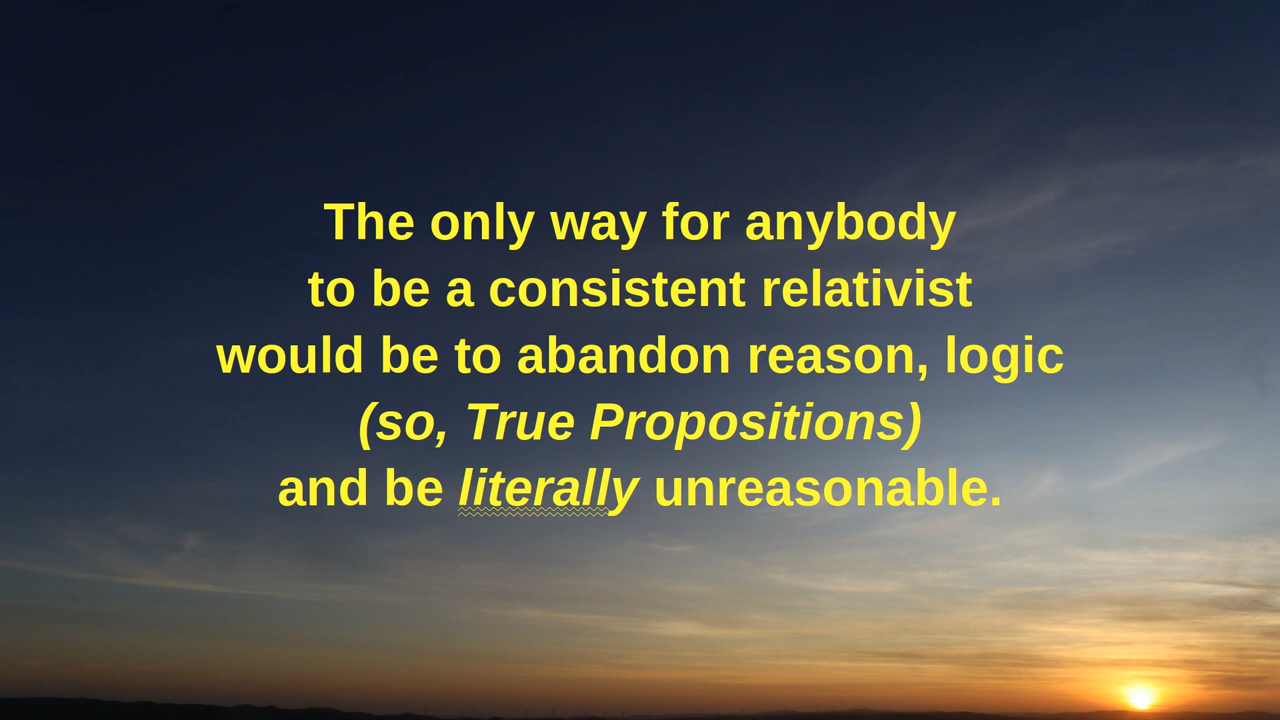 The only way for anybody
to be a consistent relativist
would be to abandon reason, logic
(so, True Propositions)
and be literally unreasonable.